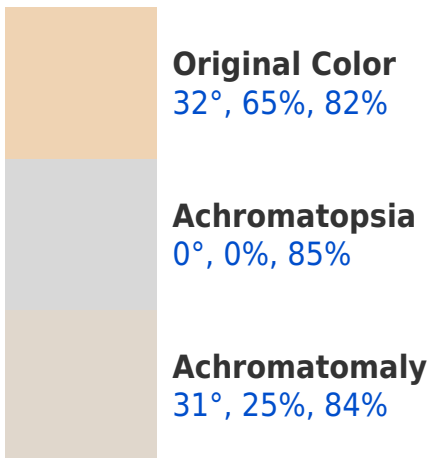 Original Color
32°, 65%, 82%
Achromatopsia
0°, 0%, 85%
Achromatomaly
31°, 25%, 84%